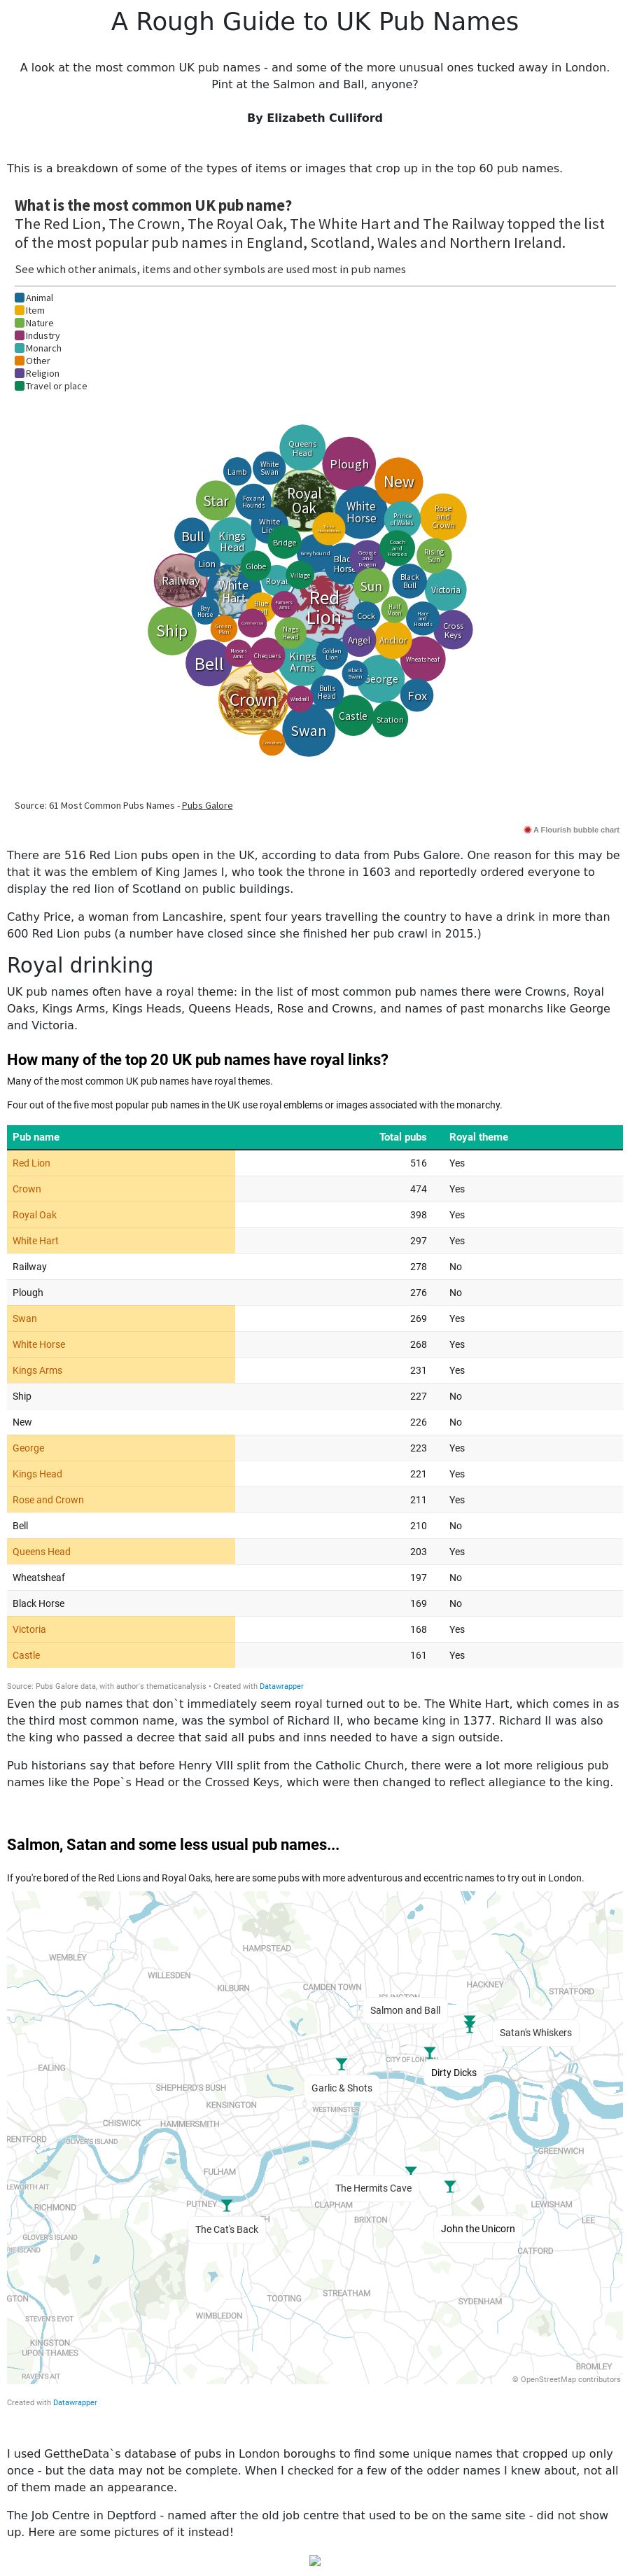 A Rough Guide to UK Pub Names
A look at the most common UK pub names - and some of the more unusual ones tucked away in London.
Pint at the Salmon and Ball, anyone?
By Elizabeth Culliford
This is a breakdown of some of the types of items or images that crop up in the top 60 pub names.
What is the most common UK pub name?
The Red Lion, The Crown, The Royal Oak, The White Hart and The Railway topped the list
of the most popular pub names in England, Scotland, Wales and Northern Ireland.
See which other animals, items and other symbols are used most in pub names
Animal
Item
Nature
Industry
Monarch
Other
Religion
Travel or place
Queens
Head
Plough
Lamb
White
Swan
New
Star
Fox and
Hounds
Royal
Oak
White
Horse
Prince
of Wales
Rose
and
Crown
Bull
Kings
Head
White
Bridge
Greyhound
George
and
Dragon
Coach
and
Horses
Rising
Sun
Lion
Globe
Railway
White
Hart
Royal
Village
Sun
Black
Bull
Victoria
Bay
Horse
Blue
Red
Lion
Cock
Half
Moon
Hare
and
Hounds
Cross
Keys
Ship
Green
Man
Commercial
Nags
Head
Angel
Anchor
Bell
Masons
Arms
Chequers
Kings
Arms
Golden
Lion
Wheatsheaf
Black
Swan
George
Crown
Windmill
Bulls
Head
Fox
Castle
Station
Swan
Source: 61 Most Common Pubs Names - Pubs Galore
A Flourish bubble chart
There are 516 Red Lion pubs open in the UK, according to data from Pubs Galore. One reason for this may be
that it was the emblem of King James I, who took the throne in 1603 and reportedly ordered everyone to
display the red lion of Scotland on public buildings.
Cathy Price, a woman from Lancashire, spent four years travelling the country to have a drink in more than
600 Red Lion pubs (a number have closed since she finished her pub crawl in 2015.)
Royal drinking
UK pub names often have a royal theme: in the list of most common pub names there were Crowns, Royal
Oaks, Kings Arms, Kings Heads, Queens Heads, Rose and Crowns, and names of past monarchs like George
and Victoria.
How many of the top 20 UK pub names have royal links?
Many of the most common UK pub names have royal themes.
Four out of the five most popular pub names in the UK use royal emblems or images associated with the monarchy.
Pub name Total pubs Royal theme
Red Lion 516 Yes
Crown 474 Yes
Royal Oak 398 Yes
White Hart 297 Yes
Railway 278 No
Plough 276 No
Swan 269 Yes
White Horse 268 Yes
Kings Arms 231 Yes
Ship 227 No
New 226 No
George 223 Yes
Kings Head 221 Yes
Rose and Crown 211 Yes
Bell 210 No
Queens Head 203 Yes
Wheatsheaf 197 No
Black Horse 169 No
Victoria 168 Yes
Castle 161 Yes
Source: Pubs Galore data, with author's thematicanalysis • Created with Datawrapper
Even the pub names that don`t immediately seem royal turned out to be. The White Hart, which comes in as
the third most common name, was the symbol of Richard II, who became king in 1377. Richard II was also
the king who passed a decree that said all pubs and inns needed to have a sign outside.
Pub historians say that before Henry VIII split from the Catholic Church, there were a lot more religious pub
names like the Pope`s Head or the Crossed Keys, which were then changed to reflect allegiance to the king.
Salmon, Satan and some less usual pub names...
If you're bored of the Red Lions and Royal Oaks, here are some pubs with more adventurous and eccentric names to try out in London.
HAMPSTEAD
WEMBLEY
WILLESDEN
KILBURN
CAMDEN TOWN
HACKNEY
STRATFORD
ISLINGTON
Salmon and Ball
Satan's Whiskers
CITY OF LONDON
EALING
Dirty Dicks
SHEPHERD'S BUSH
Garlic & Shots
KENSINGTON
WESTMINSTER
CHISWICK
HAMMERSMITH
BRENTFORD
OLIVER'S ISLAND
GREENWICH
FULHAM
The Hermits Cave
ISLEWORTH AIT
RICHMOND
PUTNEY
CLAPHAM
LEWISHAM
BRIXTON
LEE
The Cat's Back
John the Unicorn
GLOVER'S ISLAND
CATFORD
TOOTING
STREATHAM
SYDENHAM
WIMBLEDON
STEVEN'S EYOT
KINGSTON
UPON THAMES
BROMLEY
RAVEN'S AIT
© OpenStreetMap contributors
Created with Datawrapper
I used GettheData`s database of pubs in London boroughs to find some unique names that cropped up only
once - but the data may not be complete. When I checked for a few of the odder names I knew about, not all
of them made an appearance.
The Job Centre in Deptford - named after the old job centre that used to be on the same site - did not show
up. Here are some pictures of it instead!